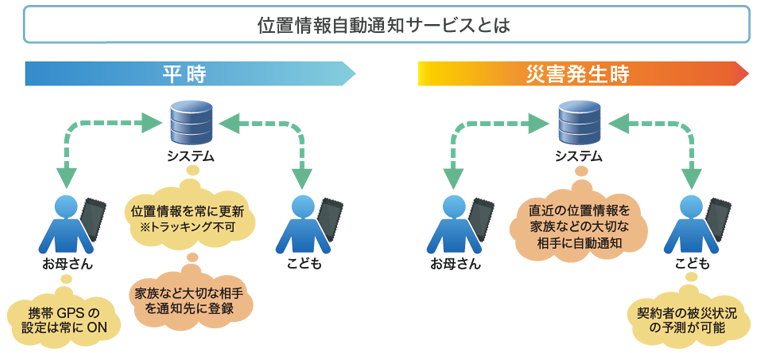 位置情報自動通知サービスとは
平時
システム
位置情報を常に更新
※トラッキング不可
お母さん
こども
携帯GPSの
設定は常にON
家族など大切な相手
を通知先に登録
災害発生時
システム
直近の位置情報を
家族などの大切な
相手に自動通知
お母さん
こども
契約者の被災状況
の予測が可能